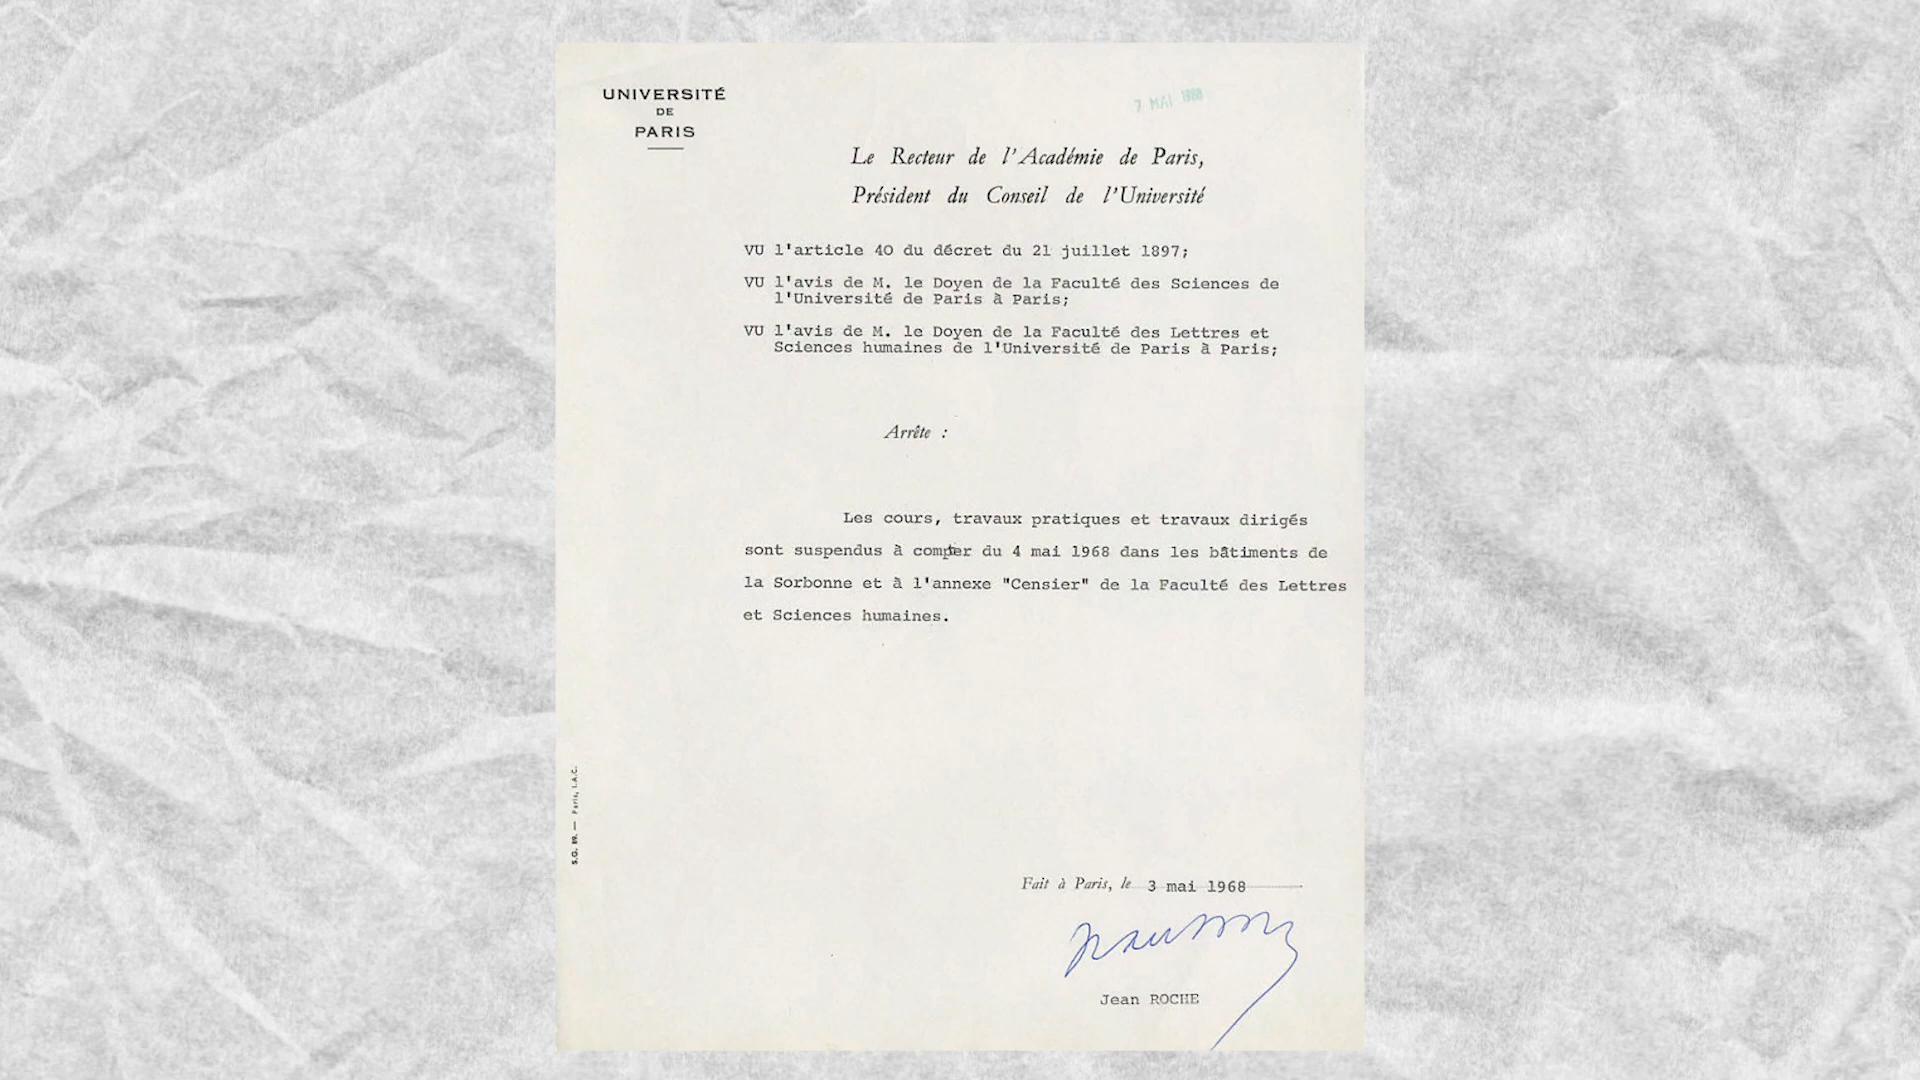 UNIVERSITÉ
DE
PARIS
7 MAI
Le Recteur de l'Académie de Paris,
Président du Conseil de l'Université
VU l'article 40 du décret du 21 juillet 1897;
VU l'avis de M. le Doyen de la Faculté des Sciences de
l'Université de Paris à Paris;
VU l'avis de M. le Doyen de la Faculté des Lettres et
Sciences humaines de l'Université de Paris à Paris;
Arrête :
Les cours, travaux pratiques et travaux dirigés
sont suspendus à compter du 4 mai 1968 dans les bâtiments de
la Sorbonne et à l'annexe "Censier" de la Faculté des Lettres
et Sciences humaines.
S.G. 89. — Paris, I.A.C.
Fait à Paris, le 3 mai 1968
Jean ROCHE